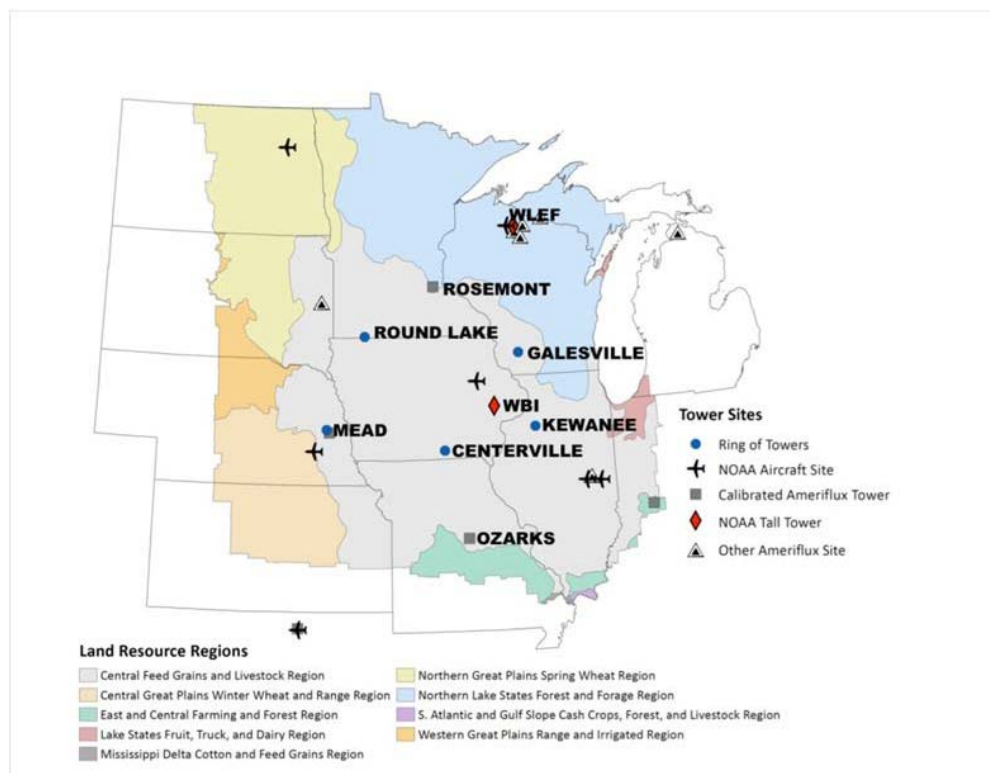 WLEF
ROSEMONT
ROUND LAKE
GALESVILLE
WBI
KEWANEE
MEAD
CENTERVILLE
OZARKS
Tower Sites
Ring of Towers
NOAA Aircraft Site
Calibrated Ameriflux Tower
NOAA Tall Tower
Other Ameriflux Site
Land Resource Regions
Central Feed Grains and Livestock Region
Central Great Plains Winter Wheat and Range Region
East and Central Farming and Forest Region
Lake States Fruit, Truck, and Dairy Region
Mississippi Delta Cotton and Feed Grains Region
Northern Great Plains Spring Wheat Region
Northern Lake States Forest and Forage Region
S. Atlantic and Gulf Slope Cash Crops, Forest, and Livestock Region
Western Great Plains Range and Irrigated Region